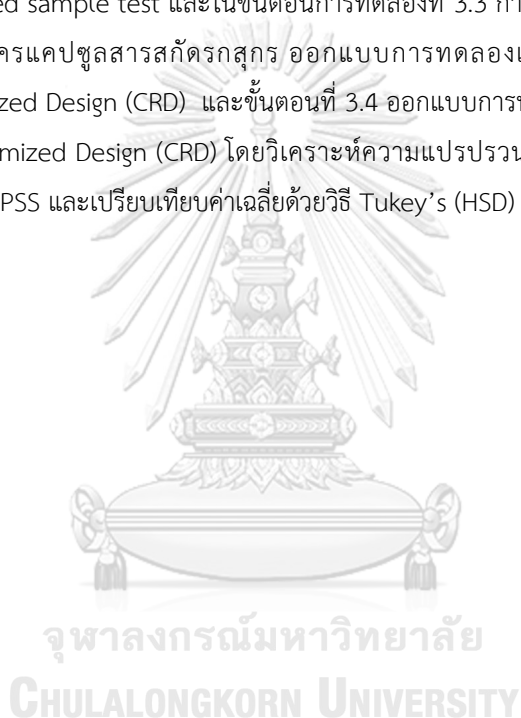 ed sample test และในขั้นตอนการทดลองที่ 3.3 กา
ครแคปซูลสารสกัดรกสุกร ออกแบบการทดลองเ
zed Design (CRD) และขั้นตอนที่ 3.4 ออกแบบการท
mized Design (CRD) โดยวิเคราะห์ความแปรปรวน
PSS และเปรียบเทียบค่าเฉลี่ยด้วยวิธี Tukey's (HSD)
จุฬาลงกรณ์มหาวิทยาลัย
CHULALONGKORN UNIVERSITY